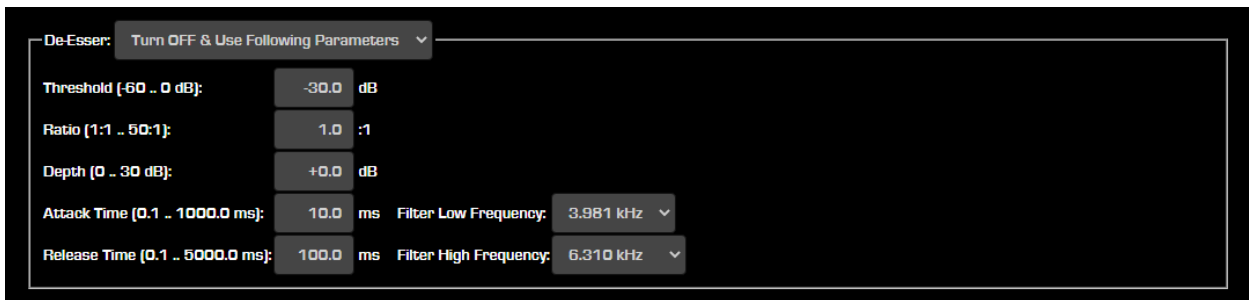 De-Esser: Turn OFF & Use Following Parameters
Threshold (-60 .. 0 dB): -30.0 dB
Ratio (1:1 .. 50:1): 1.0 :1
Depth (0 .. 30 dB): +0.0 dB
Attack Time (0.1 .. 1000.0 ms): 10.0 ms Filter Low Frequency: 3.981 kHz
Release Time (0.1 .. 5000.0 ms): 100.0 ms Filter High Frequency: 6.310 kHz